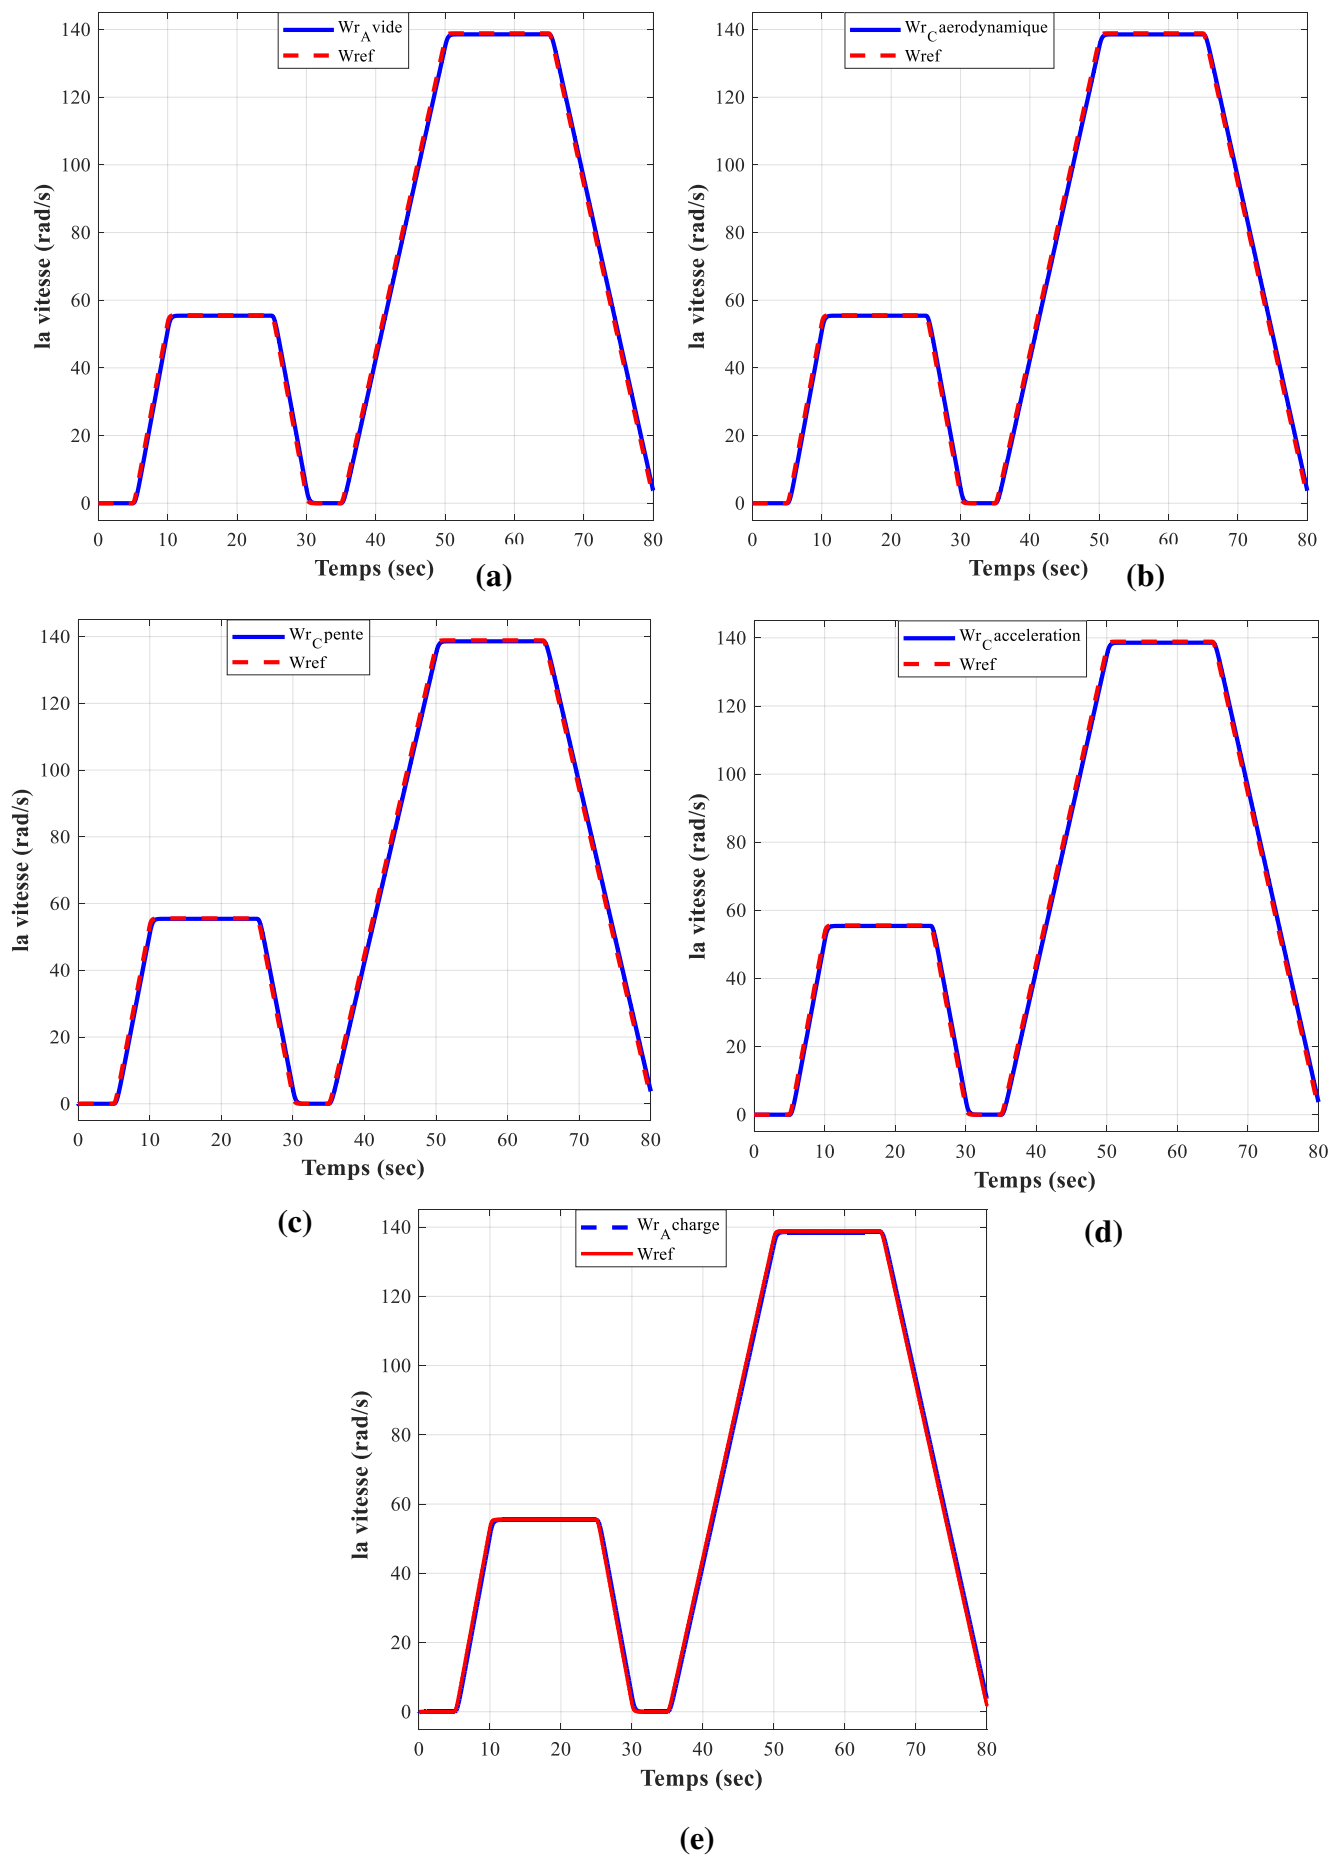 Wr_A vide
Wref
140
120
100
80
60
40
20
0
la vitesse (rad/s)
0 10 20 30 40 50 60 70 80
Temps (sec)
(a)
Wr_C aerodynamique
Wref
140
120
100
80
60
40
20
0
la vitesse (rad/s)
0 10 20 30 40 50 60 70 80
Temps (sec)
(b)
Wr_C pente
Wref
140
120
100
80
60
40
20
0
la vitesse (rad/s)
0 10 20 30 40 50 60 70 80
Temps (sec)
(c)
Wr_C acceleration
Wref
140
120
100
80
60
40
20
0
la vitesse (rad/s)
0 10 20 30 40 50 60 70 80
Temps (sec)
(d)
Wr_A charge
Wref
140
120
100
80
60
40
20
0
la vitesse (rad/s)
0 10 20 30 40 50 60 70 80
Temps (sec)
(e)